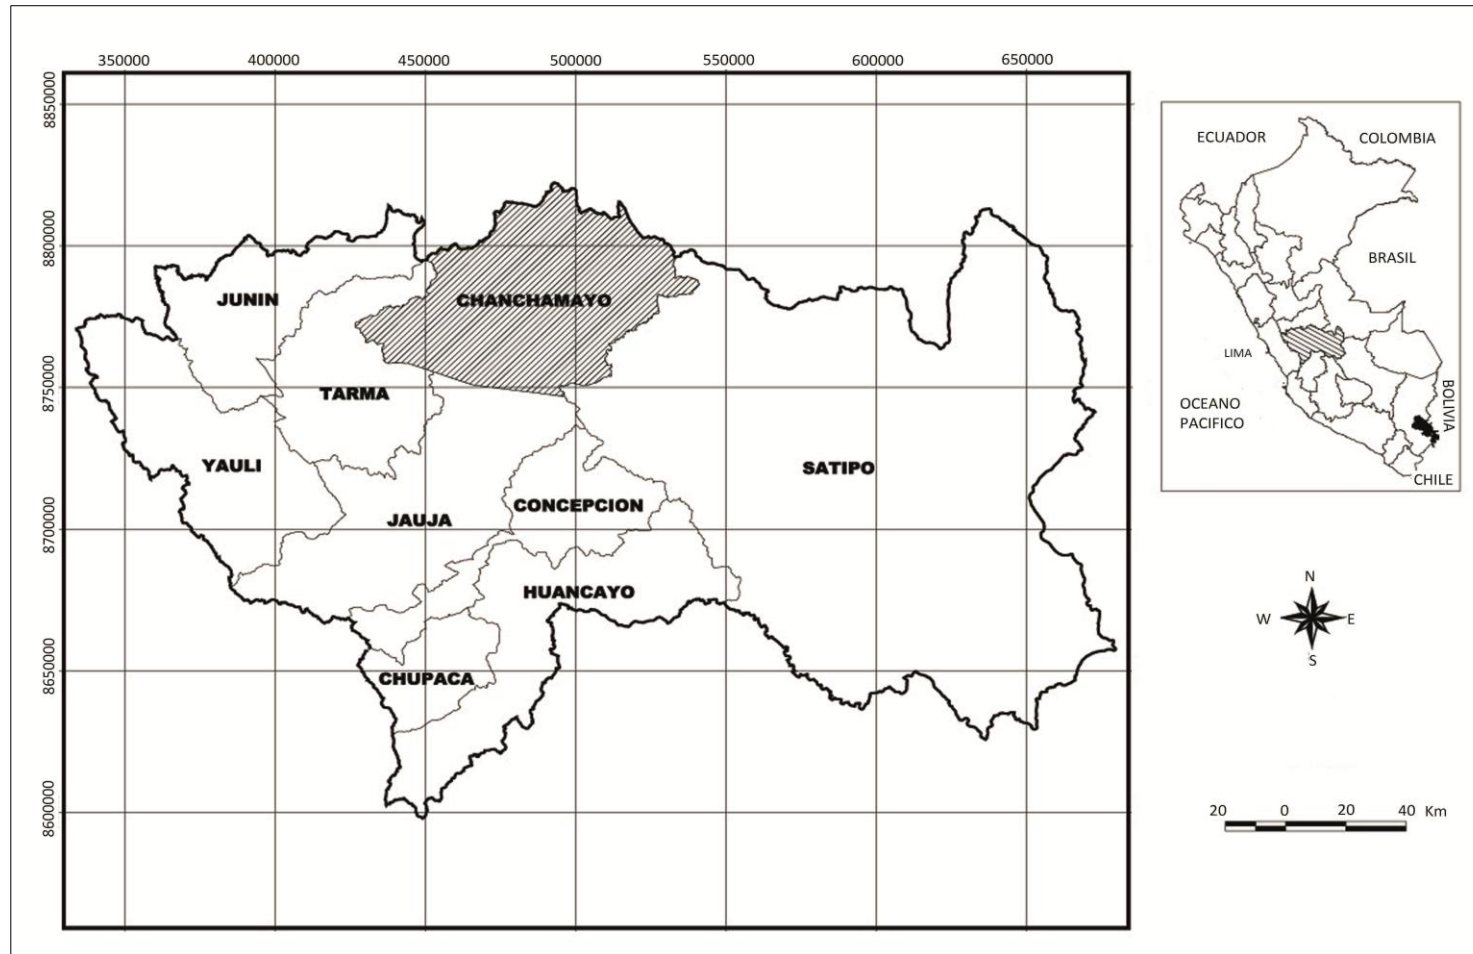 350000 400000 450000 500000 550000 600000 650000
8850000
8800000
8750000
8700000
8650000
8600000
JUNIN
CHANCHAMAYO
TARMA
YAULI
SATIPO
JAUJA
CONCEPCION
HUANCAYO
CHUPACA
ECUADOR
COLOMBIA
BRASIL
LIMA
BOLIVIA
OCEANO
PACIFICO
CHILE
N
W E
S
20 0 20 40 Km